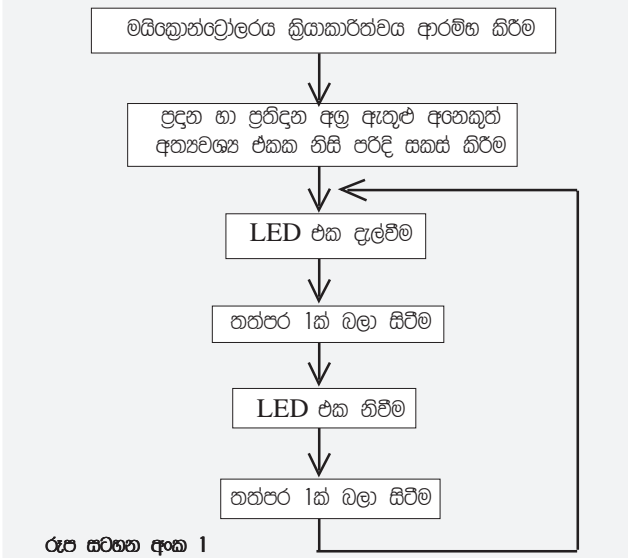 මයික්‍රොන්ට්‍රෝලරය ක්‍රියාකාරිත්වය ආරම්භ කිරීම
ප්‍රදාන හා ප්‍රතිදාන අග්‍ර ඇතුළු අනෙකුත්
අත්‍යවශ්‍ය ඒකක නිසි පරිදි සකස් කිරීම
LED එක දැල්වීම
තත්පර 1ක් බලා සිටීම
LED එක නිවීම
තත්පර 1ක් බලා සිටීම
රූප සටහන අංක 1